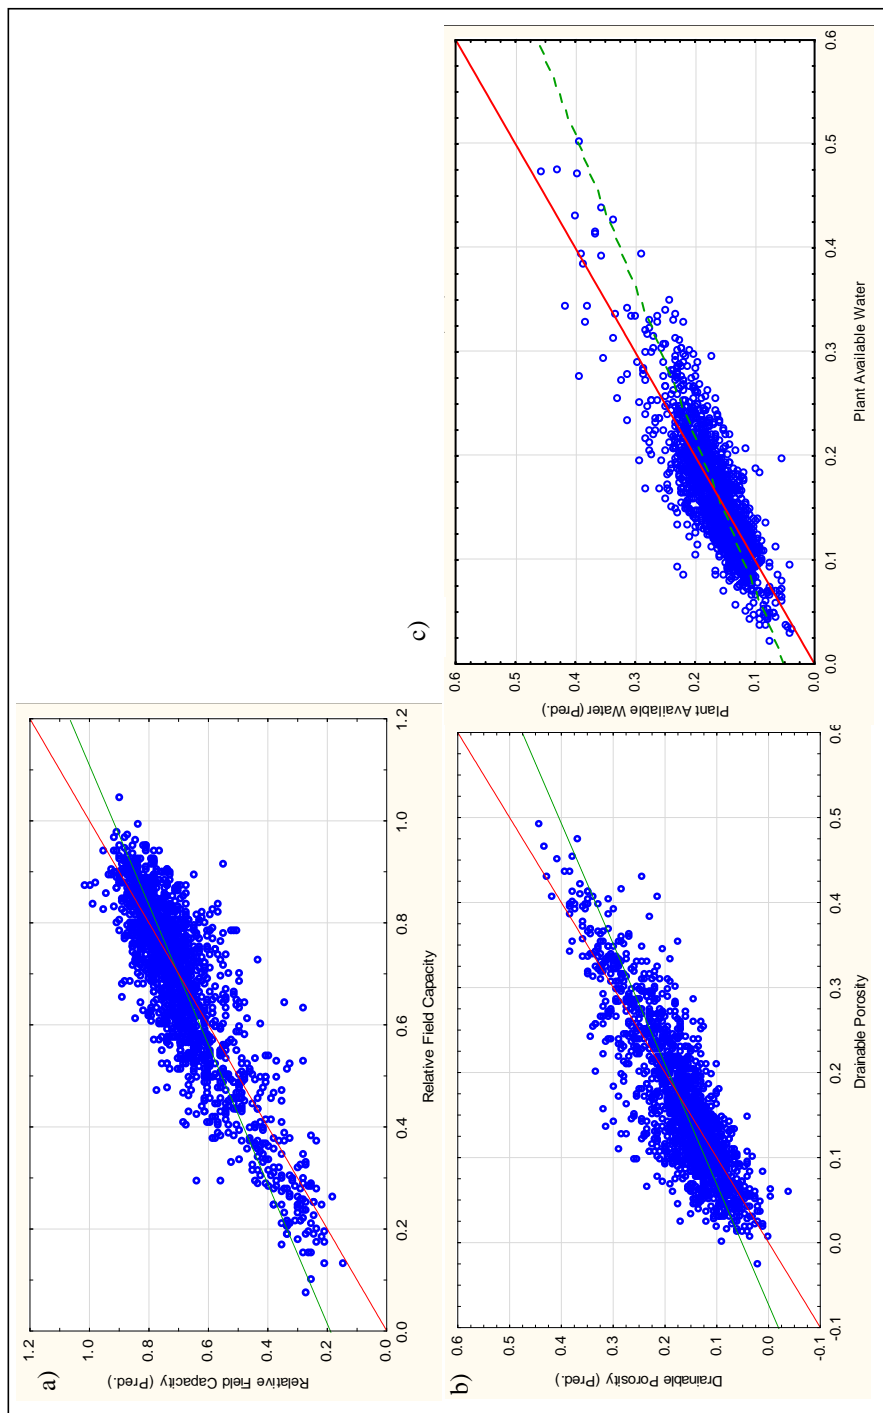 a)
Relative Field Capacity (Pred.)
1.2
1.0
0.8
0.6
0.4
0.2
0.0
0.0 0.2 0.4 0.6 0.8 1.0 1.2
Relative Field Capacity
b)
Drainable Porosity (Pred.)
0.6
0.5
0.4
0.3
0.2
0.1
0.0
-0.1
-0.1 0.0 0.1 0.2 0.3 0.4 0.5 0.6
Drainable Porosity
c)
Plant Available Water (Pred.)
0.6
0.5
0.4
0.3
0.2
0.1
0.0
0.0 0.1 0.2 0.3 0.4 0.5 0.6
Plant Available Water